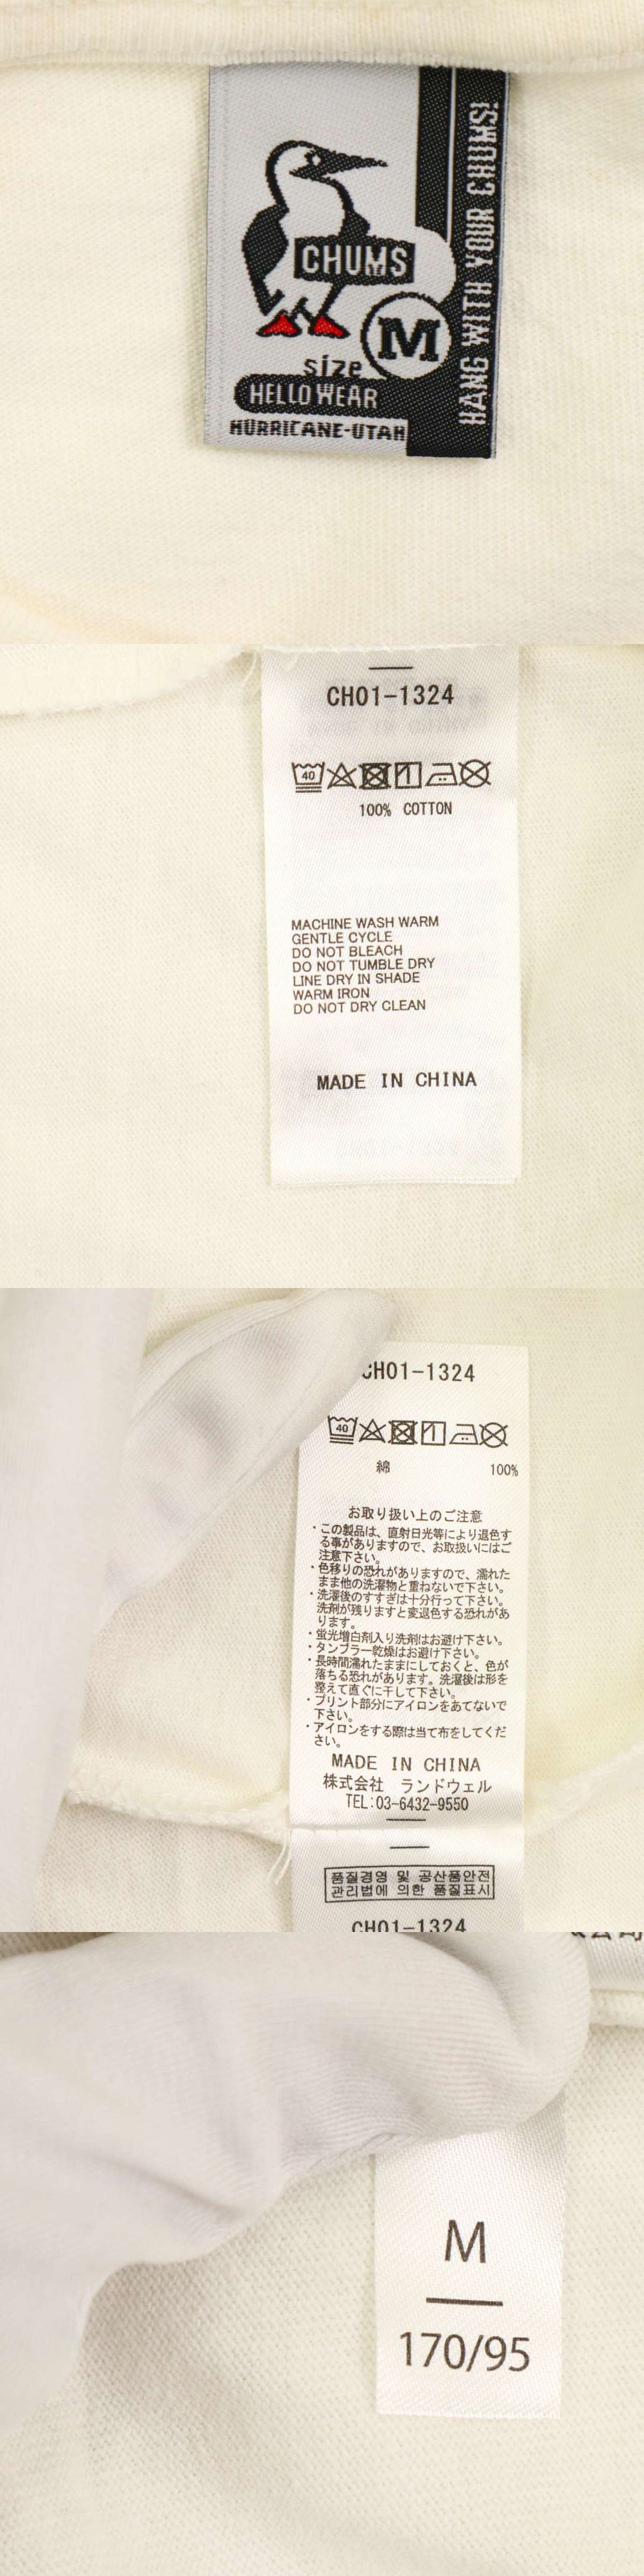 CHUMS
M
size
HELLO WEAR
HURRICANE-UTAH
HANG WITH YOUR CHUMS!
CH01-1324
40
100% COTTON
MACHINE WASH WARM
GENTLE CYCLE
DO NOT BLEACH
DO NOT TUMBLE DRY
LINE DRY IN SHADE
WARM IRON
DO NOT DRY CLEAN
MADE IN CHINA
CH01-1324
40
綿 100%
お取り扱い上のご注意
・この製品は、直射日光等により退色す
る事がありますので、お取扱いにはご
注意下さい。
・色移りの恐れがありますので、濡れた
まま他の洗濯物と重ねないで下さい。
・洗濯後のすすぎは十分行って下さい。
洗剤が残りますと変退色する恐れがあ
ります。
・蛍光増白剤入り洗剤はお避け下さい。
・タンブラー乾燥はお避け下さい。
・長時間濡れたままにしておくと、色が
落ちる恐れがあります。洗濯後は形を
整えて直ぐに干して下さい。
・プリント部分にアイロンをあてないで
下さい。
・アイロンをする際は当て布をしてくだ
さい。
MADE IN CHINA
株式会社 ランドウェル
TEL:03-6432-9550
품질경영 및 공산품안전
관리법에 의한 품질표시
CH01-1324
公司
M
170/95